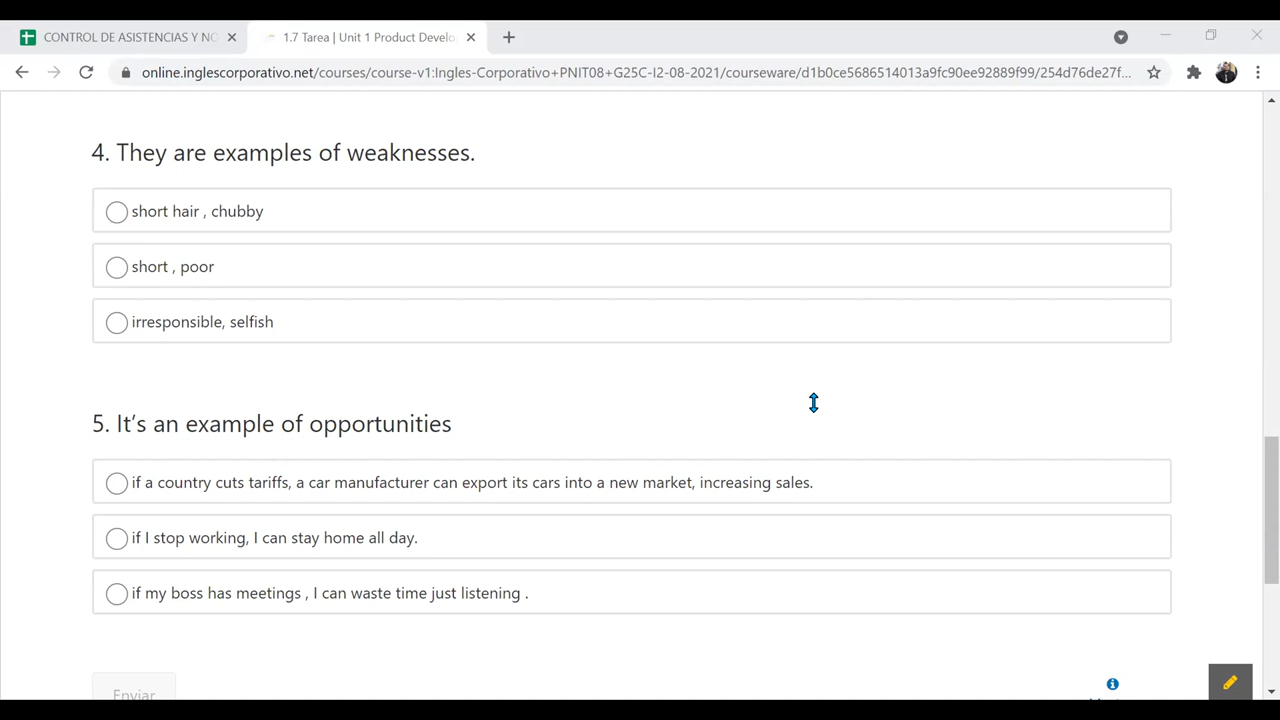 CONTROL DE ASISTENCIAS Y NO
1.7 Tarea | Unit 1 Product Develo
online.inglescorporativo.net/courses/course-v1:Ingles-Corporativo+PNIT08+G25C-I2-08-2021/courseware/d1b0ce5686514013a9fc90ee92889f99/254d76de27f...
4. They are examples of weaknesses.
short hair , chubby
short , poor
irresponsible, selfish
5. It’s an example of opportunities
if a country cuts tariffs, a car manufacturer can export its cars into a new market, increasing sales.
if I stop working, I can stay home all day.
if my boss has meetings , I can waste time just listening .
Enviar